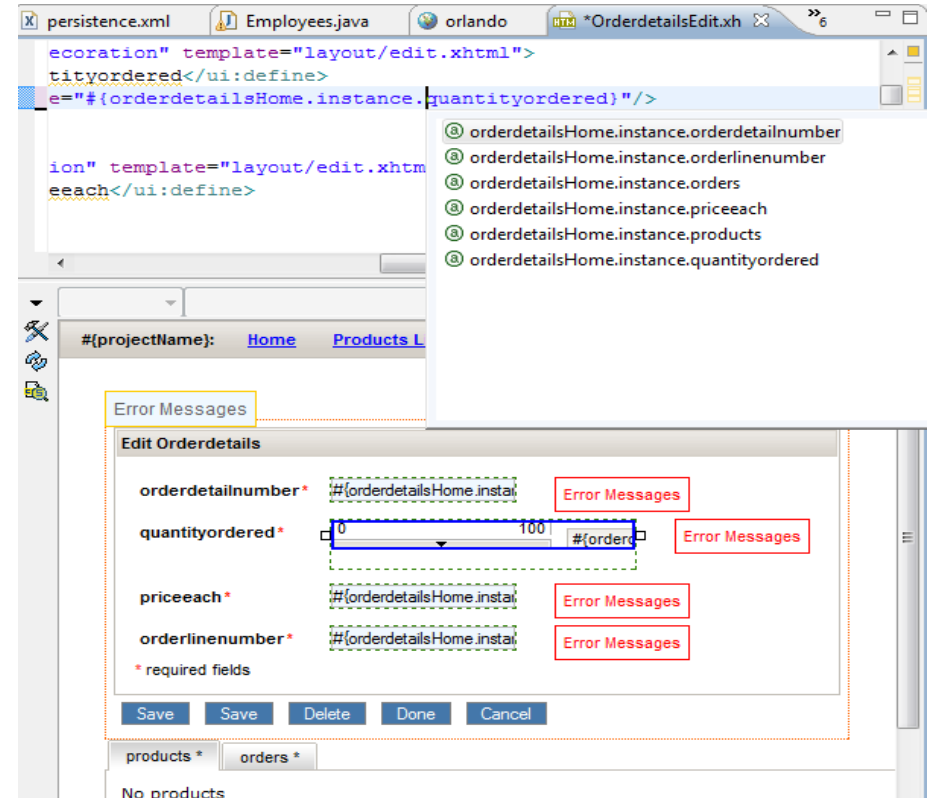 persistence.xml Employees.java orlando *OrderdetailsEdit.xh »6
ecoration" template="layout/edit.xhtml">
tityordered</ui:define>
e="#{orderdetailsHome.instance.quantityordered}"/>
orderdetailsHome.instance.orderdetailnumber
orderdetailsHome.instance.orderlinenumber
ion" template="layout/edit.xhtm
orderdetailsHome.instance.orders
eeach</ui:define>
orderdetailsHome.instance.priceeach
orderdetailsHome.instance.products
orderdetailsHome.instance.quantityordered
#{projectName}: Home Products L
Error Messages
Edit Orderdetails
orderdetailnumber* #{orderdetailsHome.instai Error Messages
quantityordered* 0 100 #{orderd Error Messages
priceeach* #{orderdetailsHome.instai Error Messages
orderlinenumber* #{orderdetailsHome.instai Error Messages
* required fields
Save Save Delete Done Cancel
products * orders *
No products